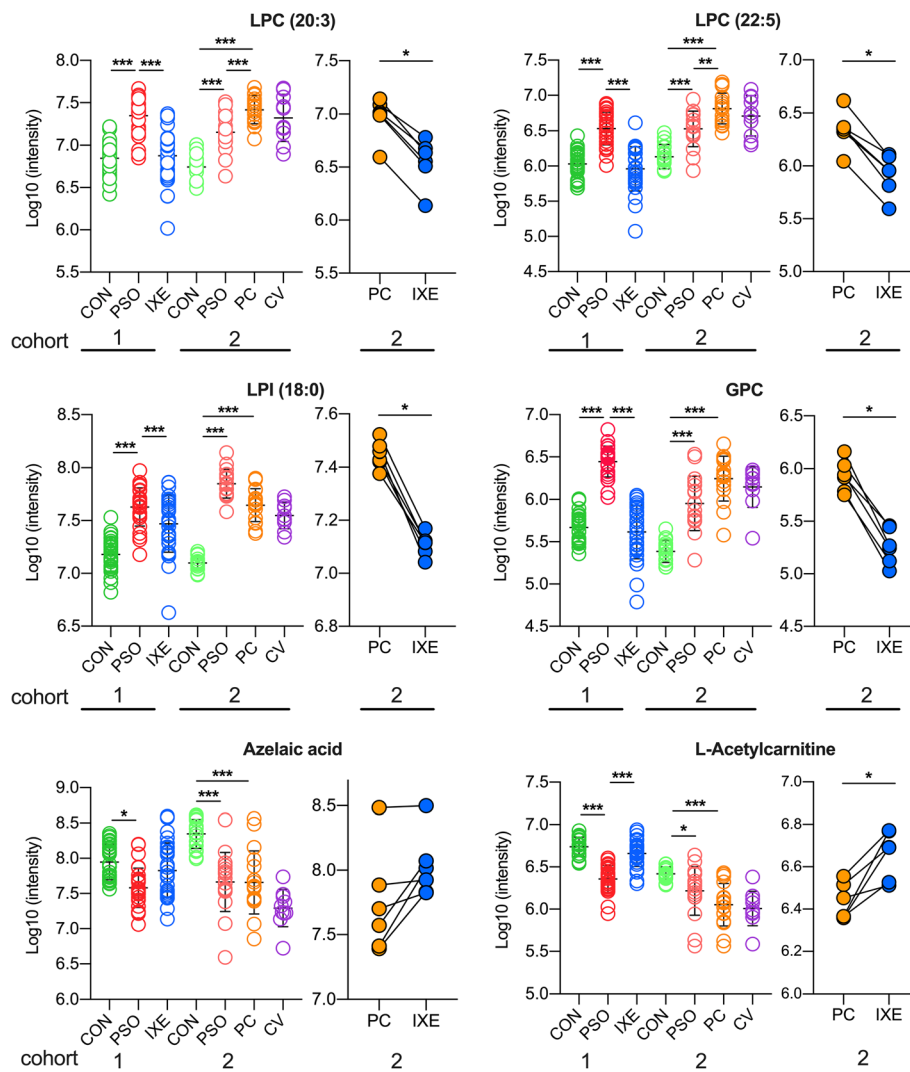 LPC (20:3)
Log10 (intensity)
8.0
7.5
7.0
6.5
6.0
5.5
*** *** *** *** ***
CON PSO IXE CON PSO PC CV
7.5
7.0
6.5
6.0
5.5
*
PC IXE
cohort 1 2 2
LPC (22:5)
Log10 (intensity)
7.5
7.0
6.5
6.0
5.5
5.0
4.5
*** *** *** *** **
CON PSO IXE CON PSO PC CV
7.0
6.5
6.0
5.5
5.0
*
PC IXE
1 2 2
LPI (18:0)
Log10 (intensity)
8.5
8.0
7.5
7.0
6.5
*** *** *** ***
CON PSO IXE CON PSO PC CV
7.6
7.4
7.2
7.0
6.8
*
PC IXE
cohort 1 2 2
GPC
Log10 (intensity)
7.0
6.5
6.0
5.5
5.0
4.5
*** *** *** ***
CON PSO IXE CON PSO PC CV
6.5
6.0
5.5
5.0
4.5
*
PC IXE
1 2 2
Azelaic acid
Log10 (intensity)
9.0
8.5
8.0
7.5
7.0
6.5
6.0
* *** ***
CON PSO IXE CON PSO PC CV
8.5
8.0
7.5
7.0
PC IXE
cohort 1 2 2
L-Acetylcarnitine
Log10 (intensity)
7.5
7.0
6.5
6.0
5.5
5.0
*** *** *** *
CON PSO IXE CON PSO PC CV
7.0
6.8
6.6
6.4
6.2
6.0
*
PC IXE
1 2 2